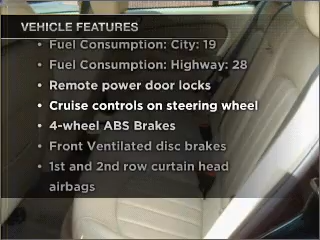 VEHICLE FEATURES
• Fuel Consumption: City: 19
• Fuel Consumption: Highway: 28
• Remote power door locks
• Cruise controls on steering wheel
• 4-wheel ABS Brakes
• Front Ventilated disc brakes
• 1st and 2nd row curtain head
airbags